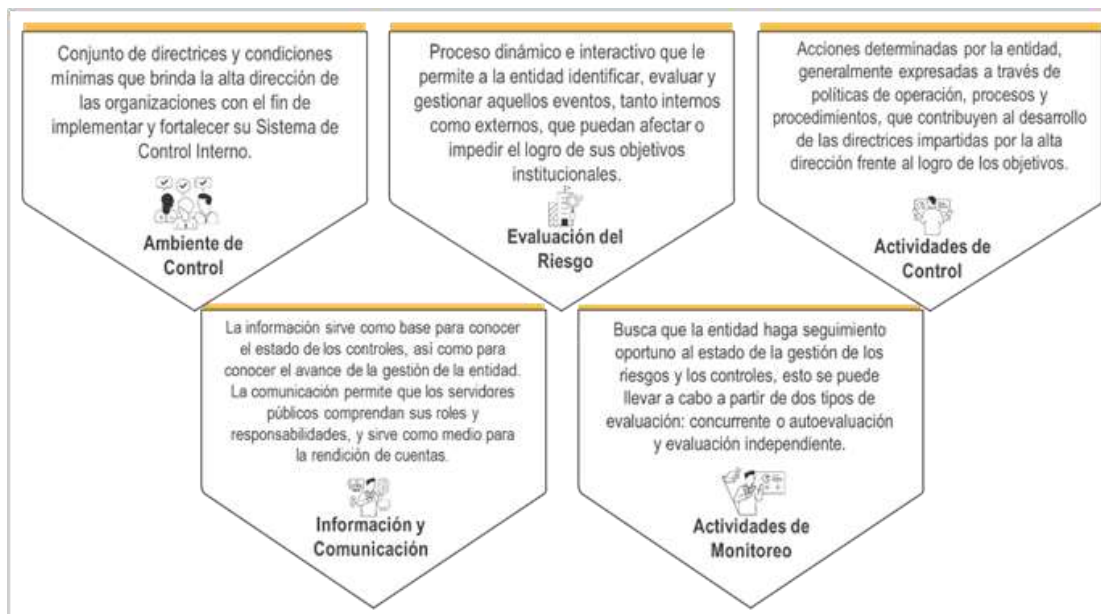 Conjunto de directrices y condiciones
mínimas que brinda la alta dirección de
las organizaciones con el fin de
implementar y fortalecer su Sistema de
Control Interno.
Ambiente de
Control
Proceso dinámico e interactivo que le
permite a la entidad identificar, evaluar y
gestionar aquellos eventos, tanto internos
como externos, que puedan afectar o
impedir el logro de sus objetivos
institucionales.
Evaluación del
Riesgo
Acciones determinadas por la entidad,
generalmente expresadas a través de
políticas de operación, procesos y
procedimientos, que contribuyen al desarrollo
de las directrices impartidas por la alta
dirección frente al logro de los objetivos.
Actividades de
Control
La información sirve como base para conocer
el estado de los controles, así como para
conocer el avance de la gestión de la entidad.
La comunicación permite que los servidores
públicos comprendan sus roles y
responsabilidades, y sirve como medio para
la rendición de cuentas.
Información y
Comunicación
Busca que la entidad haga seguimiento
oportuno al estado de la gestión de los
riesgos y los controles, esto se puede
llevar a cabo a partir de dos tipos de
evaluación: concurrente o autoevaluación
y evaluación independiente.
Actividades de
Monitoreo